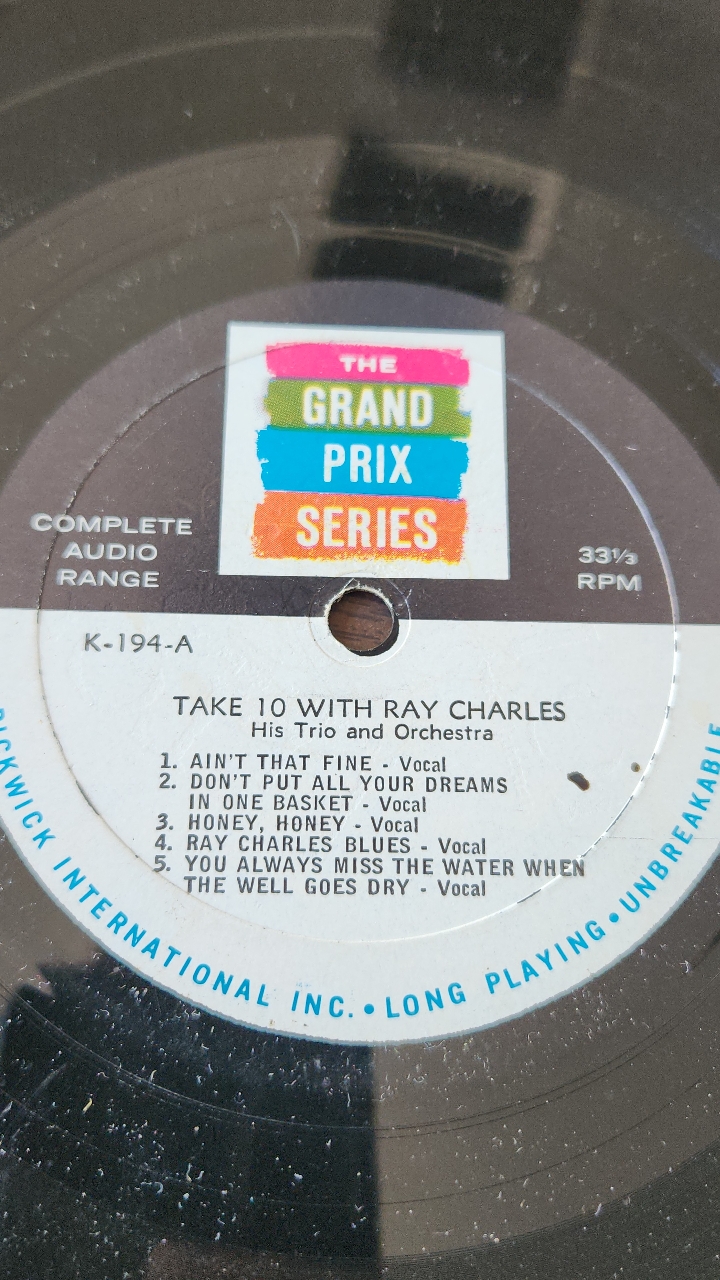 THE
GRAND
PRIX
SERIES
COMPLETE
AUDIO
RANGE
33⅓
RPM
K-194-A
TAKE 10 WITH RAY CHARLES
His Trio and Orchestra
1. AIN'T THAT FINE - Vocal
2. DON'T PUT ALL YOUR DREAMS
IN ONE BASKET - Vocal
3. HONEY, HONEY - Vocal
4. RAY CHARLES BLUES - Vocal
5. YOU ALWAYS MISS THE WATER WHEN
THE WELL GOES DRY - Vocal
PICKWICK INTERNATIONAL INC. • LONG PLAYING • UNBREAKABLE